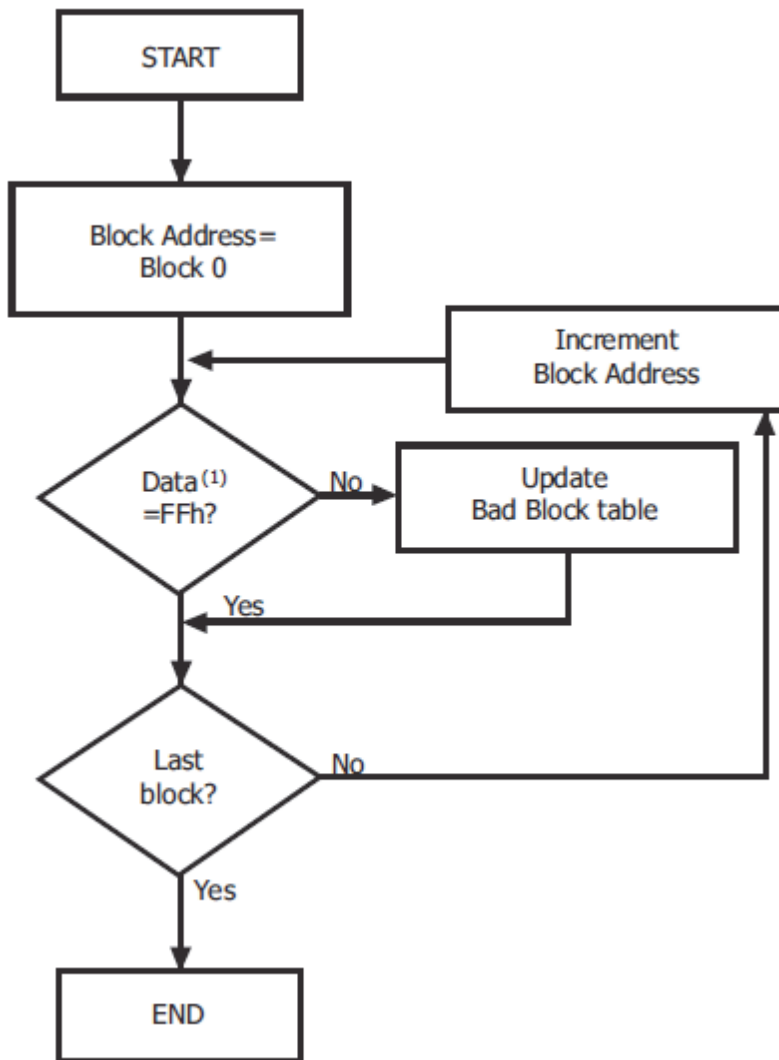 START
Block Address=
Block 0
Increment
Block Address
Data(1)
=FFh?
No
Update
Bad Block table
Yes
Last
block?
No
Yes
END